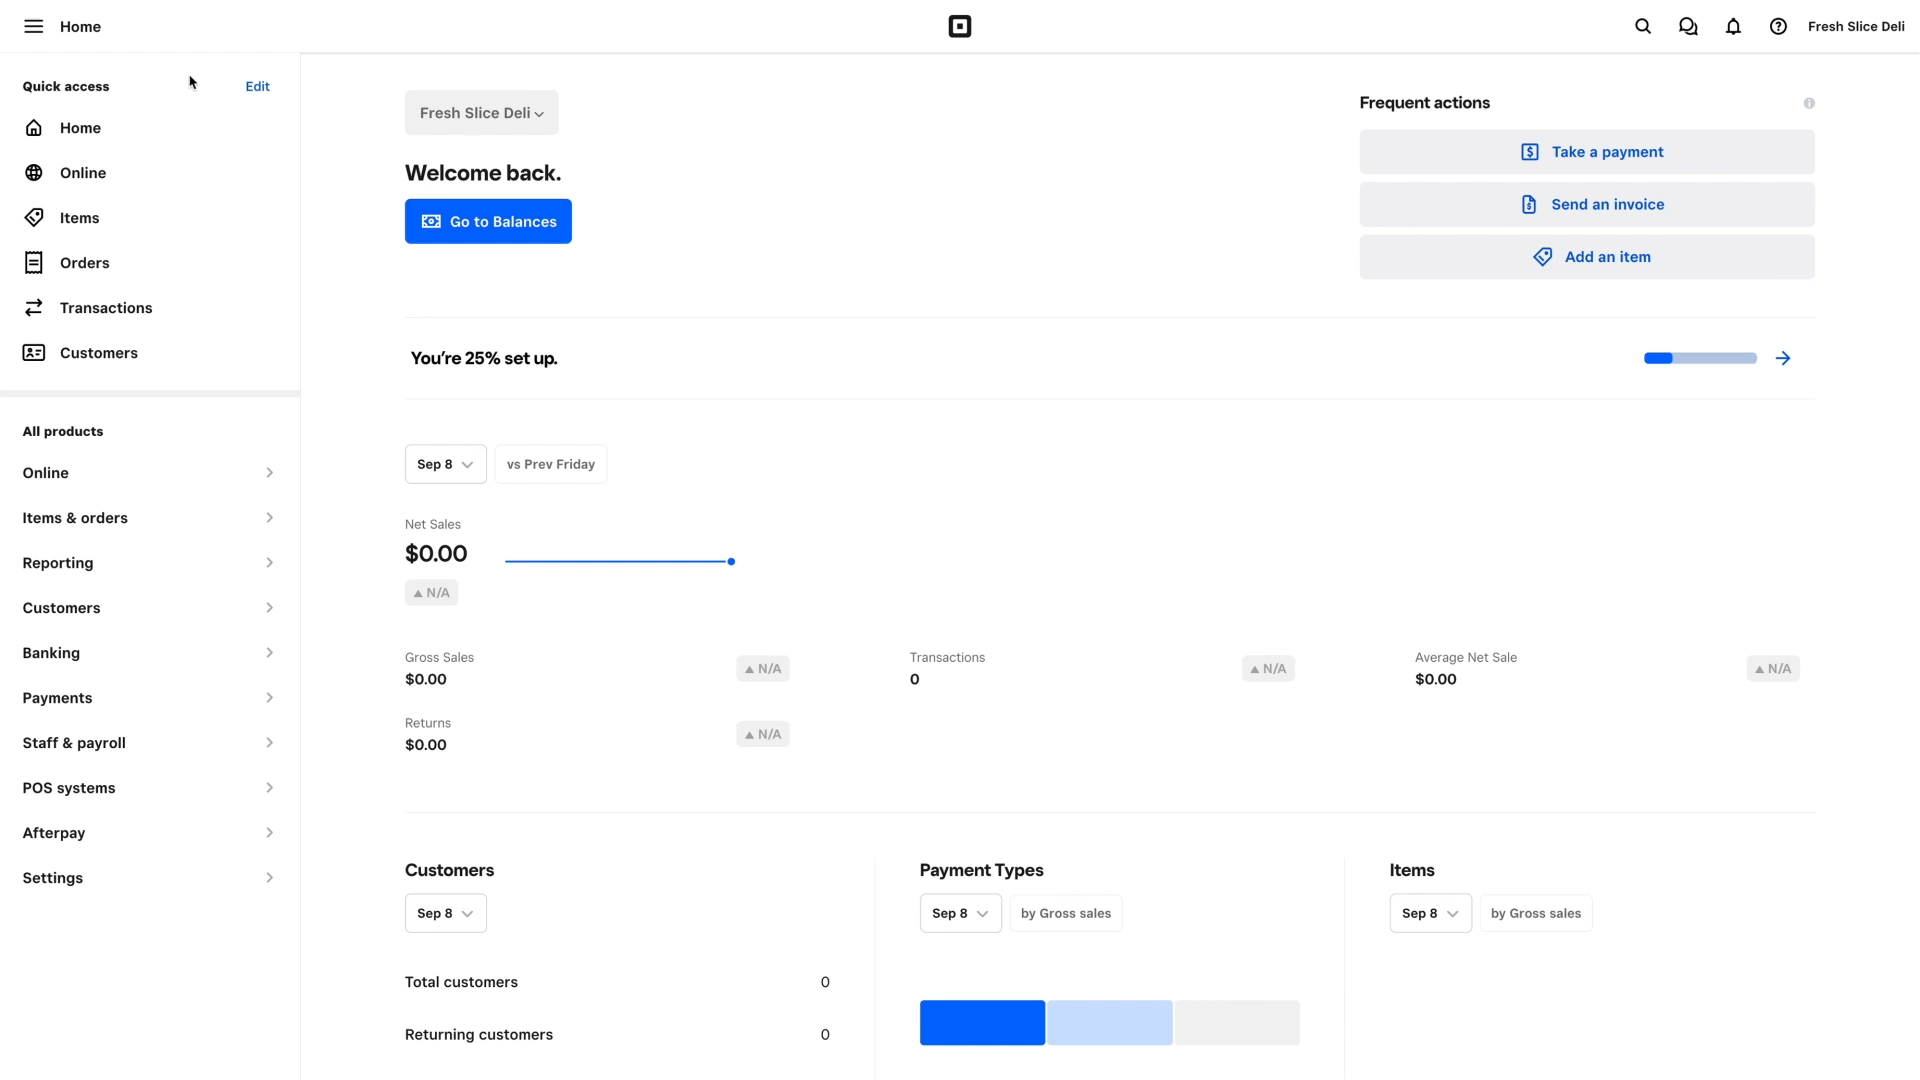 Home
Fresh Slice Deli
Quick access
Edit
Home
Online
Items
Orders
Transactions
Customers
All products
Online
Items & orders
Reporting
Customers
Banking
Payments
Staff & payroll
POS systems
Afterpay
Settings
Fresh Slice Deli
Welcome back.
Go to Balances
Frequent actions
Take a payment
Send an invoice
Add an item
You’re 25% set up.
Sep 8
vs Prev Friday
Net Sales
$0.00
N/A
Gross Sales
$0.00
N/A
Transactions
0
N/A
Average Net Sale
$0.00
N/A
Returns
$0.00
N/A
Customers
Sep 8
Total customers 0
Returning customers 0
Payment Types
Sep 8
by Gross sales
Items
Sep 8
by Gross sales